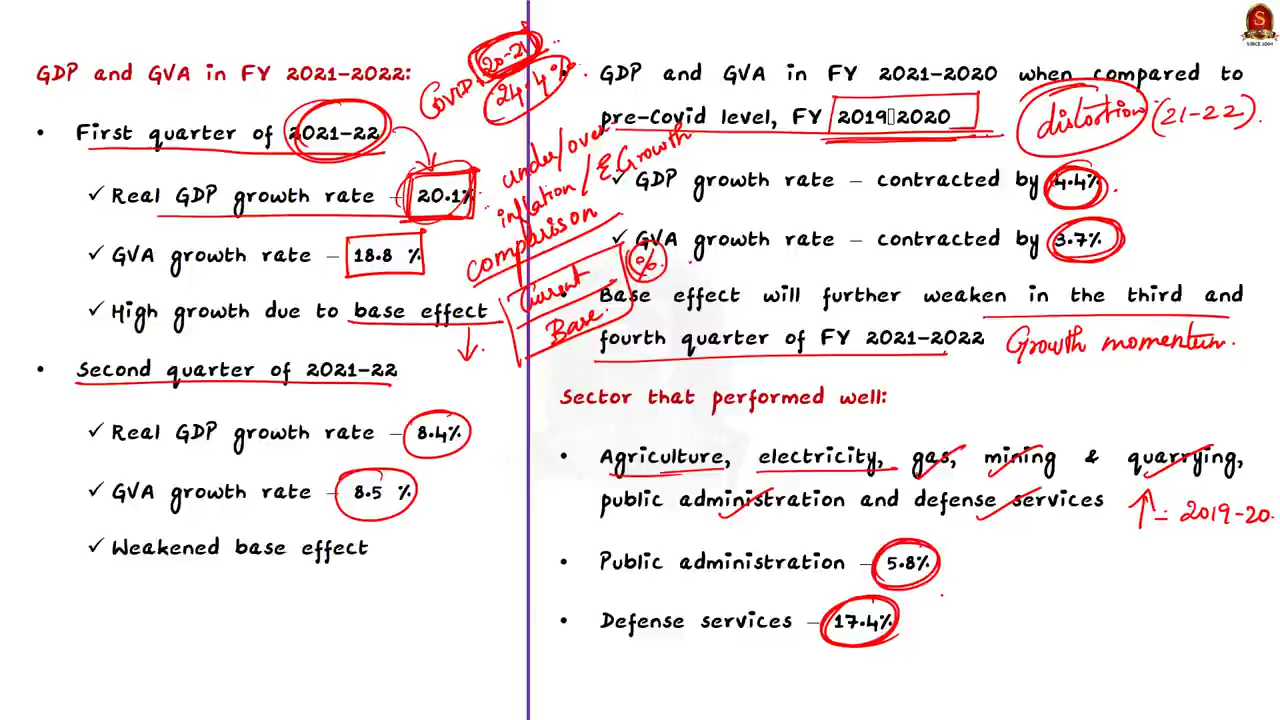 GDP and GVA in FY 2021-2022:
• First quarter of 2021-22
✓ Real GDP growth rate - 20.1%
✓ GVA growth rate - 18.8 %
✓ High growth due to base effect
• Second quarter of 2021-22
✓ Real GDP growth rate - 8.4%
✓ GVA growth rate - 8.5 %
✓ Weakened base effect
COVID 20-21
24.4%
under/over
inflation / EGrowth
comparison
Current
Base
%
• GDP and GVA in FY 2021-2020 when compared to
pre-Covid level, FY 2019▯2020
distortion (21-22).
✓ GDP growth rate - contracted by 4.4%
✓ GVA growth rate - contracted by 3.7%
• Base effect will further weaken in the third and
fourth quarter of FY 2021-2022
Growth momentum.
Sector that performed well:
• Agriculture, electricity, gas, mining & quarrying,
public administration and defense services
↑ = 2019-20.
• Public administration - 5.8%
• Defense services - 17.4%
S
SINCE 2004